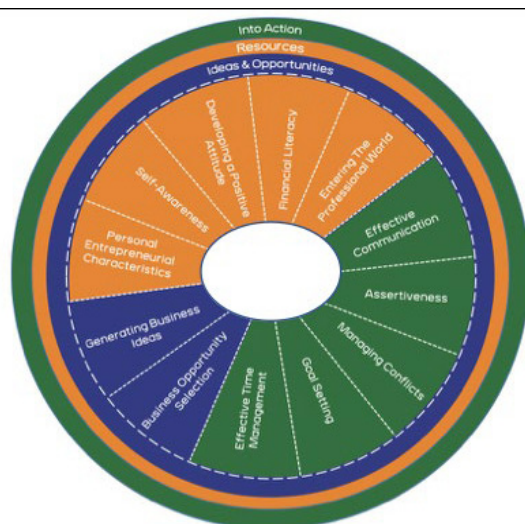 Into Action
Resources
Ideas & Opportunities
Developing a Positive
Attitude
Financial Literacy
Entering The
Professional World
Self-Awareness
Effective
Communication
Personal
Entrepreneurial
Characteristics
Assertiveness
Generating Business
Ideas
Managing Conflicts
Business Opportunity
Selection
Effective Time
Management
Goal Setting